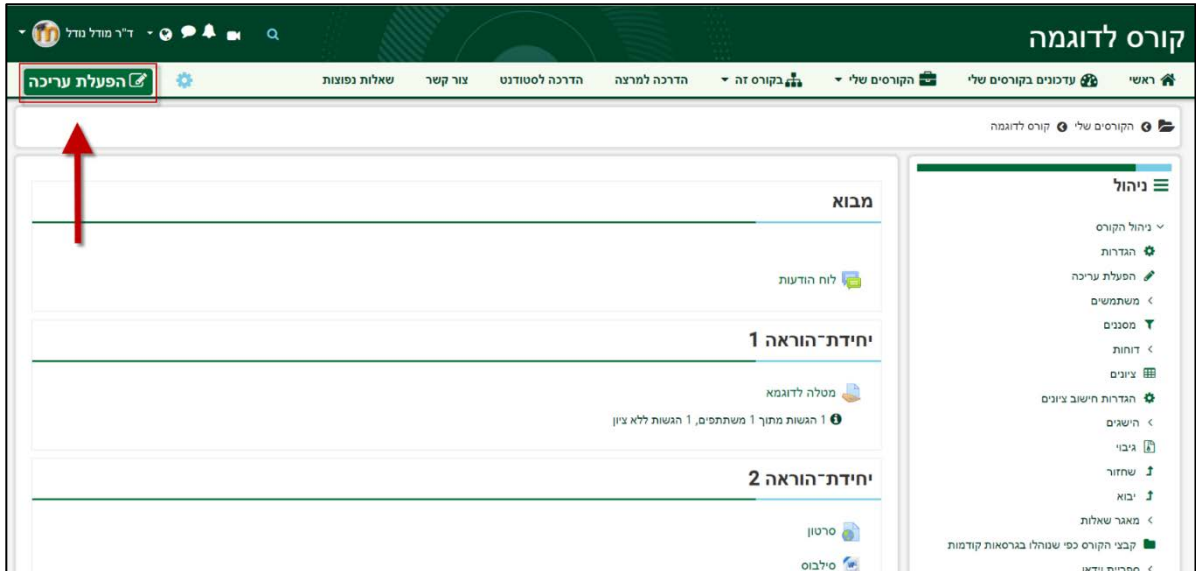 קורס לדוגמה
ד"ר מודל נודל
ראשי
עדכונים בקורסים שלי
הקורסים שלי
בקורס זה
הדרכה למרצה
הדרכה לסטודנט
צור קשר
שאלות נפוצות
הפעלת עריכה
הקורסים שלי
קורס לדוגמה
ניהול
ניהול הקורס
הגדרות
הפעלת עריכה
משתמשים
מסננים
דוחות
ציונים
הגדרות חישוב ציונים
הישגים
גיבוי
שחזור
יבוא
מאגר שאלות
קבצי הקורס כפי שנוהלו בגרסאות קודמות
ספריית וידאו
מבוא
לוח הודעות
יחידת־הוראה 1
מטלה לדוגמא
1 הגשות מתוך 1 משתתפים, 1 הגשות ללא ציון
יחידת־הוראה 2
סרטון
סילבוס